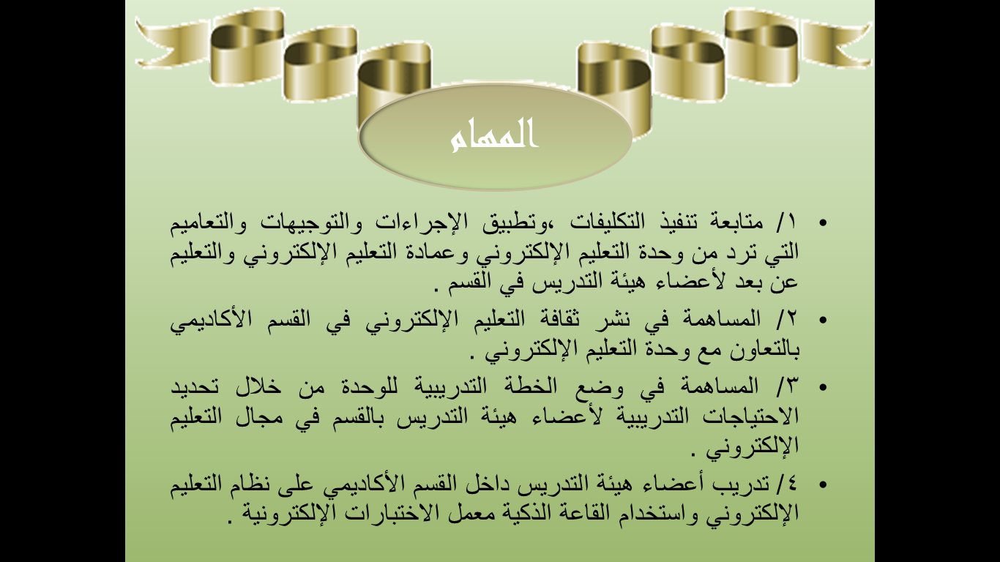 المهام
• ١/ متابعة تنفيذ التكليفات ،وتطبيق الإجراءات والتوجيهات والتعاميم
التي ترد من وحدة التعليم الإلكتروني وعمادة التعليم الإلكتروني والتعليم
عن بعد لأعضاء هيئة التدريس في القسم .
• ٢/ المساهمة في نشر ثقافة التعليم الإلكتروني في القسم الأكاديمي
بالتعاون مع وحدة التعليم الإلكتروني .
• ٣/ المساهمة في وضع الخطة التدريبية للوحدة من خلال تحديد
الاحتياجات التدريبية لأعضاء هيئة التدريس بالقسم في مجال التعليم
الإلكتروني .
• ٤/ تدريب أعضاء هيئة التدريس داخل القسم الأكاديمي على نظام التعليم
الإلكتروني واستخدام القاعة الذكية معمل الاختبارات الإلكترونية .